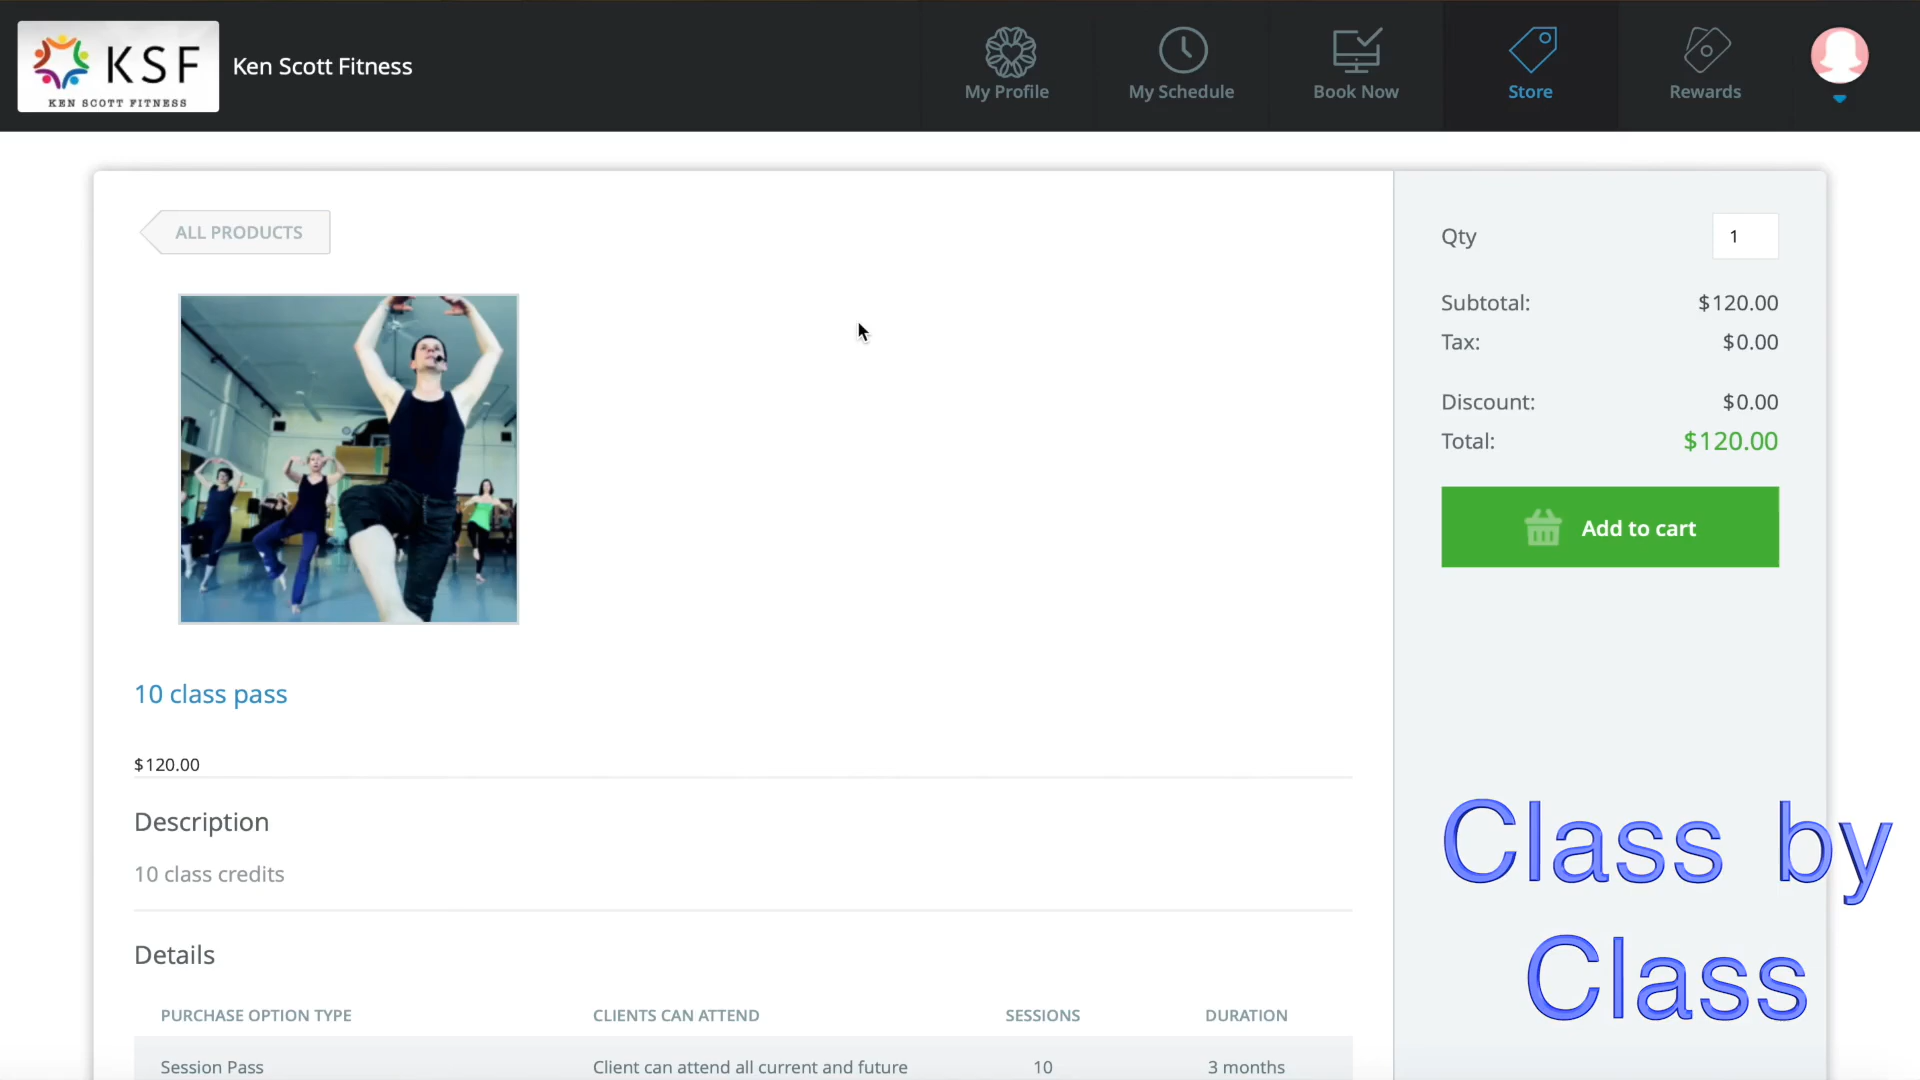 KSF
KEN SCOTT FITNESS
Ken Scott Fitness
My Profile
My Schedule
Book Now
Store
Rewards
ALL PRODUCTS
10 class pass
$120.00
Description
10 class credits
Details
PURCHASE OPTION TYPE CLIENTS CAN ATTEND SESSIONS DURATION
Session Pass Client can attend all current and future 10 3 months
Qty 1
Subtotal: $120.00
Tax: $0.00
Discount: $0.00
Total: $120.00
Add to cart
Class by
Class